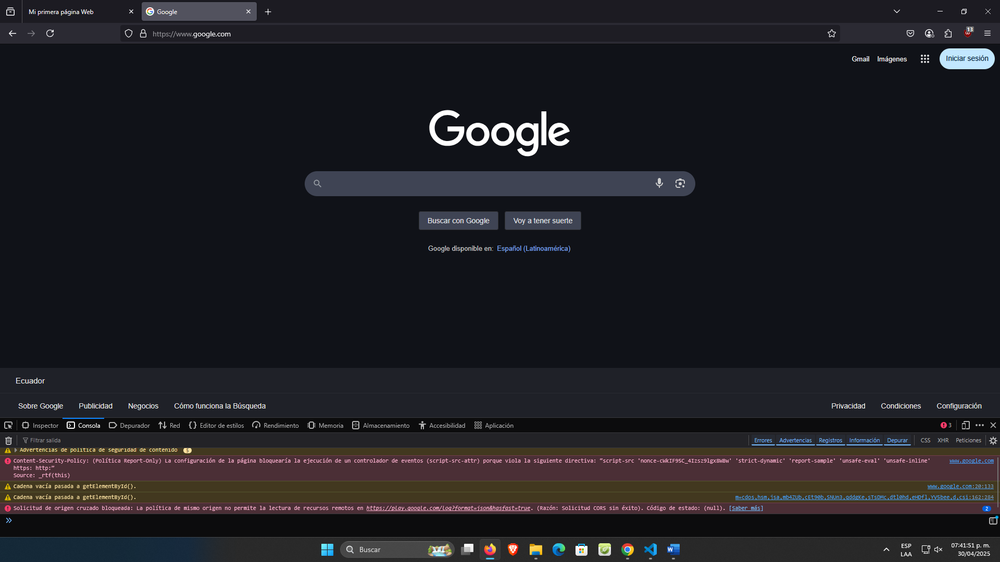 Mi primera página Web
Google
https://www.google.com
13
Gmail
Imágenes
Iniciar sesión
Google
Buscar con Google
Voy a tener suerte
Google disponible en: Español (Latinoamérica)
Ecuador
Sobre Google
Publicidad
Negocios
Cómo funciona la Búsqueda
Privacidad
Condiciones
Configuración
Inspector
Consola
Depurador
Red
Editor de estilos
Rendimiento
Memoria
Almacenamiento
Accesibilidad
Aplicación
3
Filtrar salida
Errores
Advertencias
Registros
Información
Depurar
CSS
XHR
Peticiones
Advertencias de política de seguridad de contenido 5
Content-Security-Policy: (Política Report-Only) La configuración de la página bloquearía la ejecución de un controlador de eventos (script-src-attr) porque viola la siguiente directiva: “script-src 'nonce-cWkIF95C_4Izsz9lgx8WBw' 'strict-dynamic' 'report-sample' 'unsafe-eval' 'unsafe-inline'
www.google.com
https: http:”
Source: _rtf(this)
Cadena vacía pasada a getElementById().
www.google.com:20:133
Cadena vacía pasada a getElementById().
m=cdos,hsm,jsa,mb4ZUb,cEt90b,SNUn3,qddgKe,sTsDMc,dtl0hd,eHDfl,YV5bee,d,csi:162:284
Solicitud de origen cruzado bloqueada: La política de mismo origen no permite la lectura de recursos remotos en https://play.google.com/log?format=json&hasfast=true. (Razón: Solicitud CORS sin éxito). Código de estado: (null). [Saber más]
2
Buscar
ESP
LAA
07:41:51 p. m.
30/04/2025